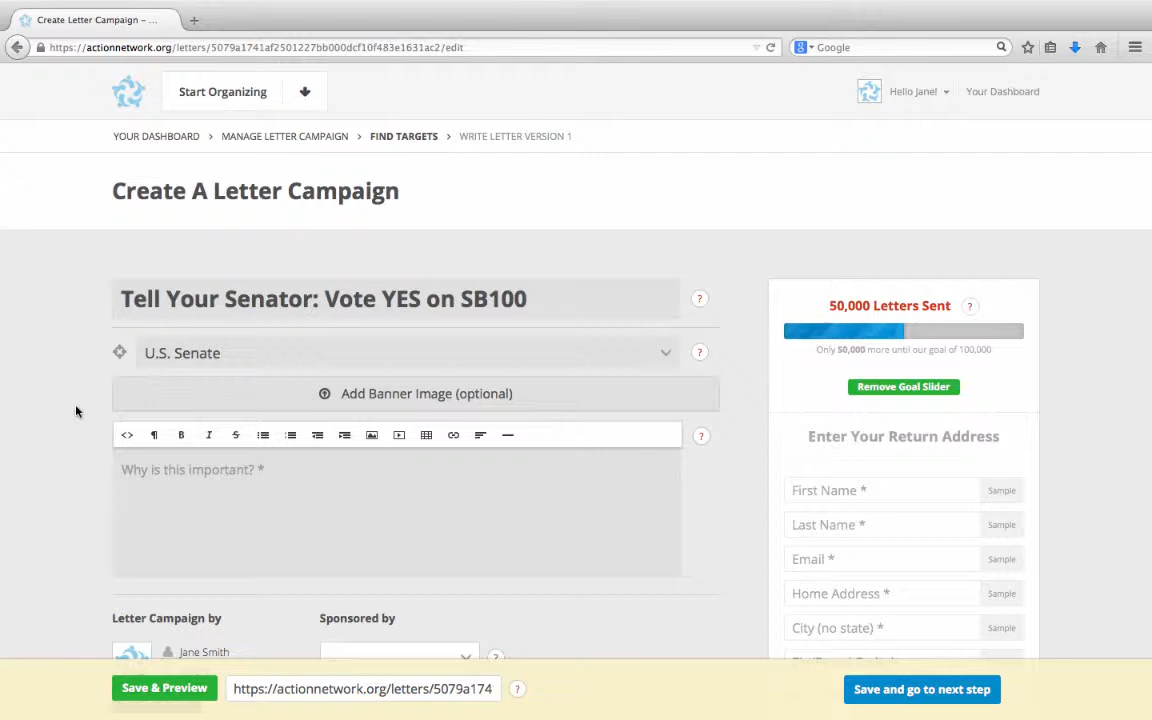 Create Letter Campaign – ...
https://actionnetwork.org/letters/5079a1741af2501227bb000dcf10f483e1631ac2/edit
Google
Start Organizing
Hello Jane!
Your Dashboard
YOUR DASHBOARD > MANAGE LETTER CAMPAIGN > FIND TARGETS > WRITE LETTER VERSION 1
Create A Letter Campaign
Tell Your Senator: Vote YES on SB100 ?
U.S. Senate ?
Add Banner Image (optional)
?
Why is this important? *
Letter Campaign by
Sponsored by
Jane Smith
?
50,000 Letters Sent ?
Only 50,000 more until our goal of 100,000
Remove Goal Slider
Enter Your Return Address
First Name * Sample
Last Name * Sample
Email * Sample
Home Address * Sample
City (no state) * Sample
Save & Preview
https://actionnetwork.org/letters/5079a174
?
Save and go to next step